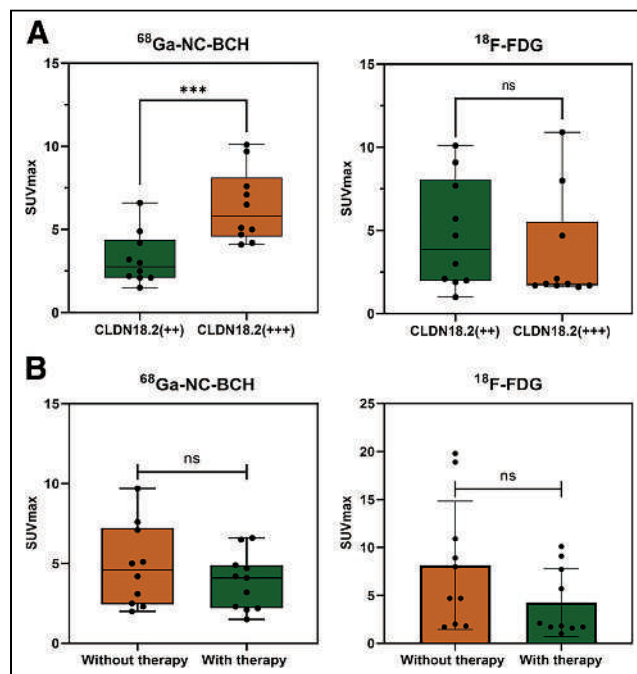 A
⁶⁸Ga-NC-BCH
SUVmax
15
10
5
0
***
CLDN18.2(++) CLDN18.2(+++)
¹⁸F-FDG
SUVmax
15
10
5
0
ns
CLDN18.2(++) CLDN18.2(+++)
B
⁶⁸Ga-NC-BCH
SUVmax
15
10
5
0
ns
Without therapy With therapy
¹⁸F-FDG
SUVmax
25
20
15
10
5
0
ns
Without therapy With therapy